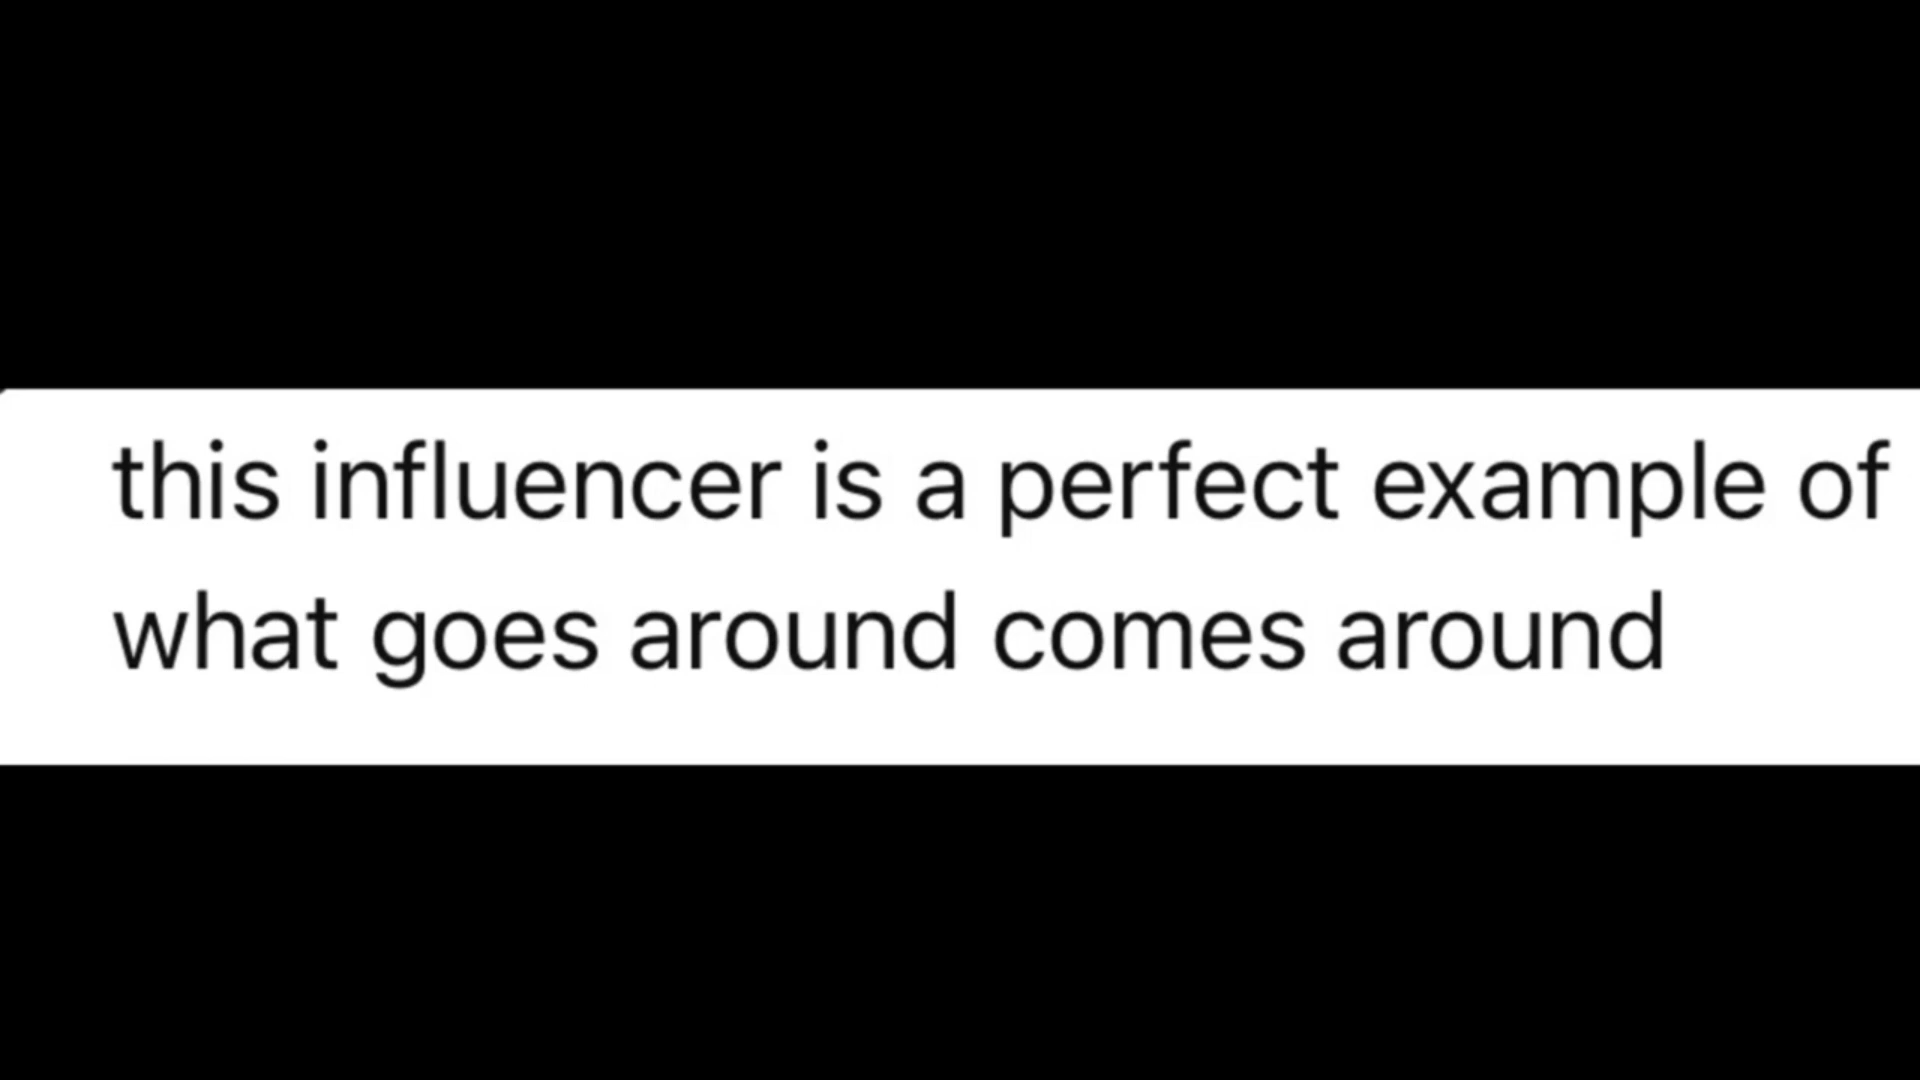 this influencer is a perfect example of
what goes around comes around